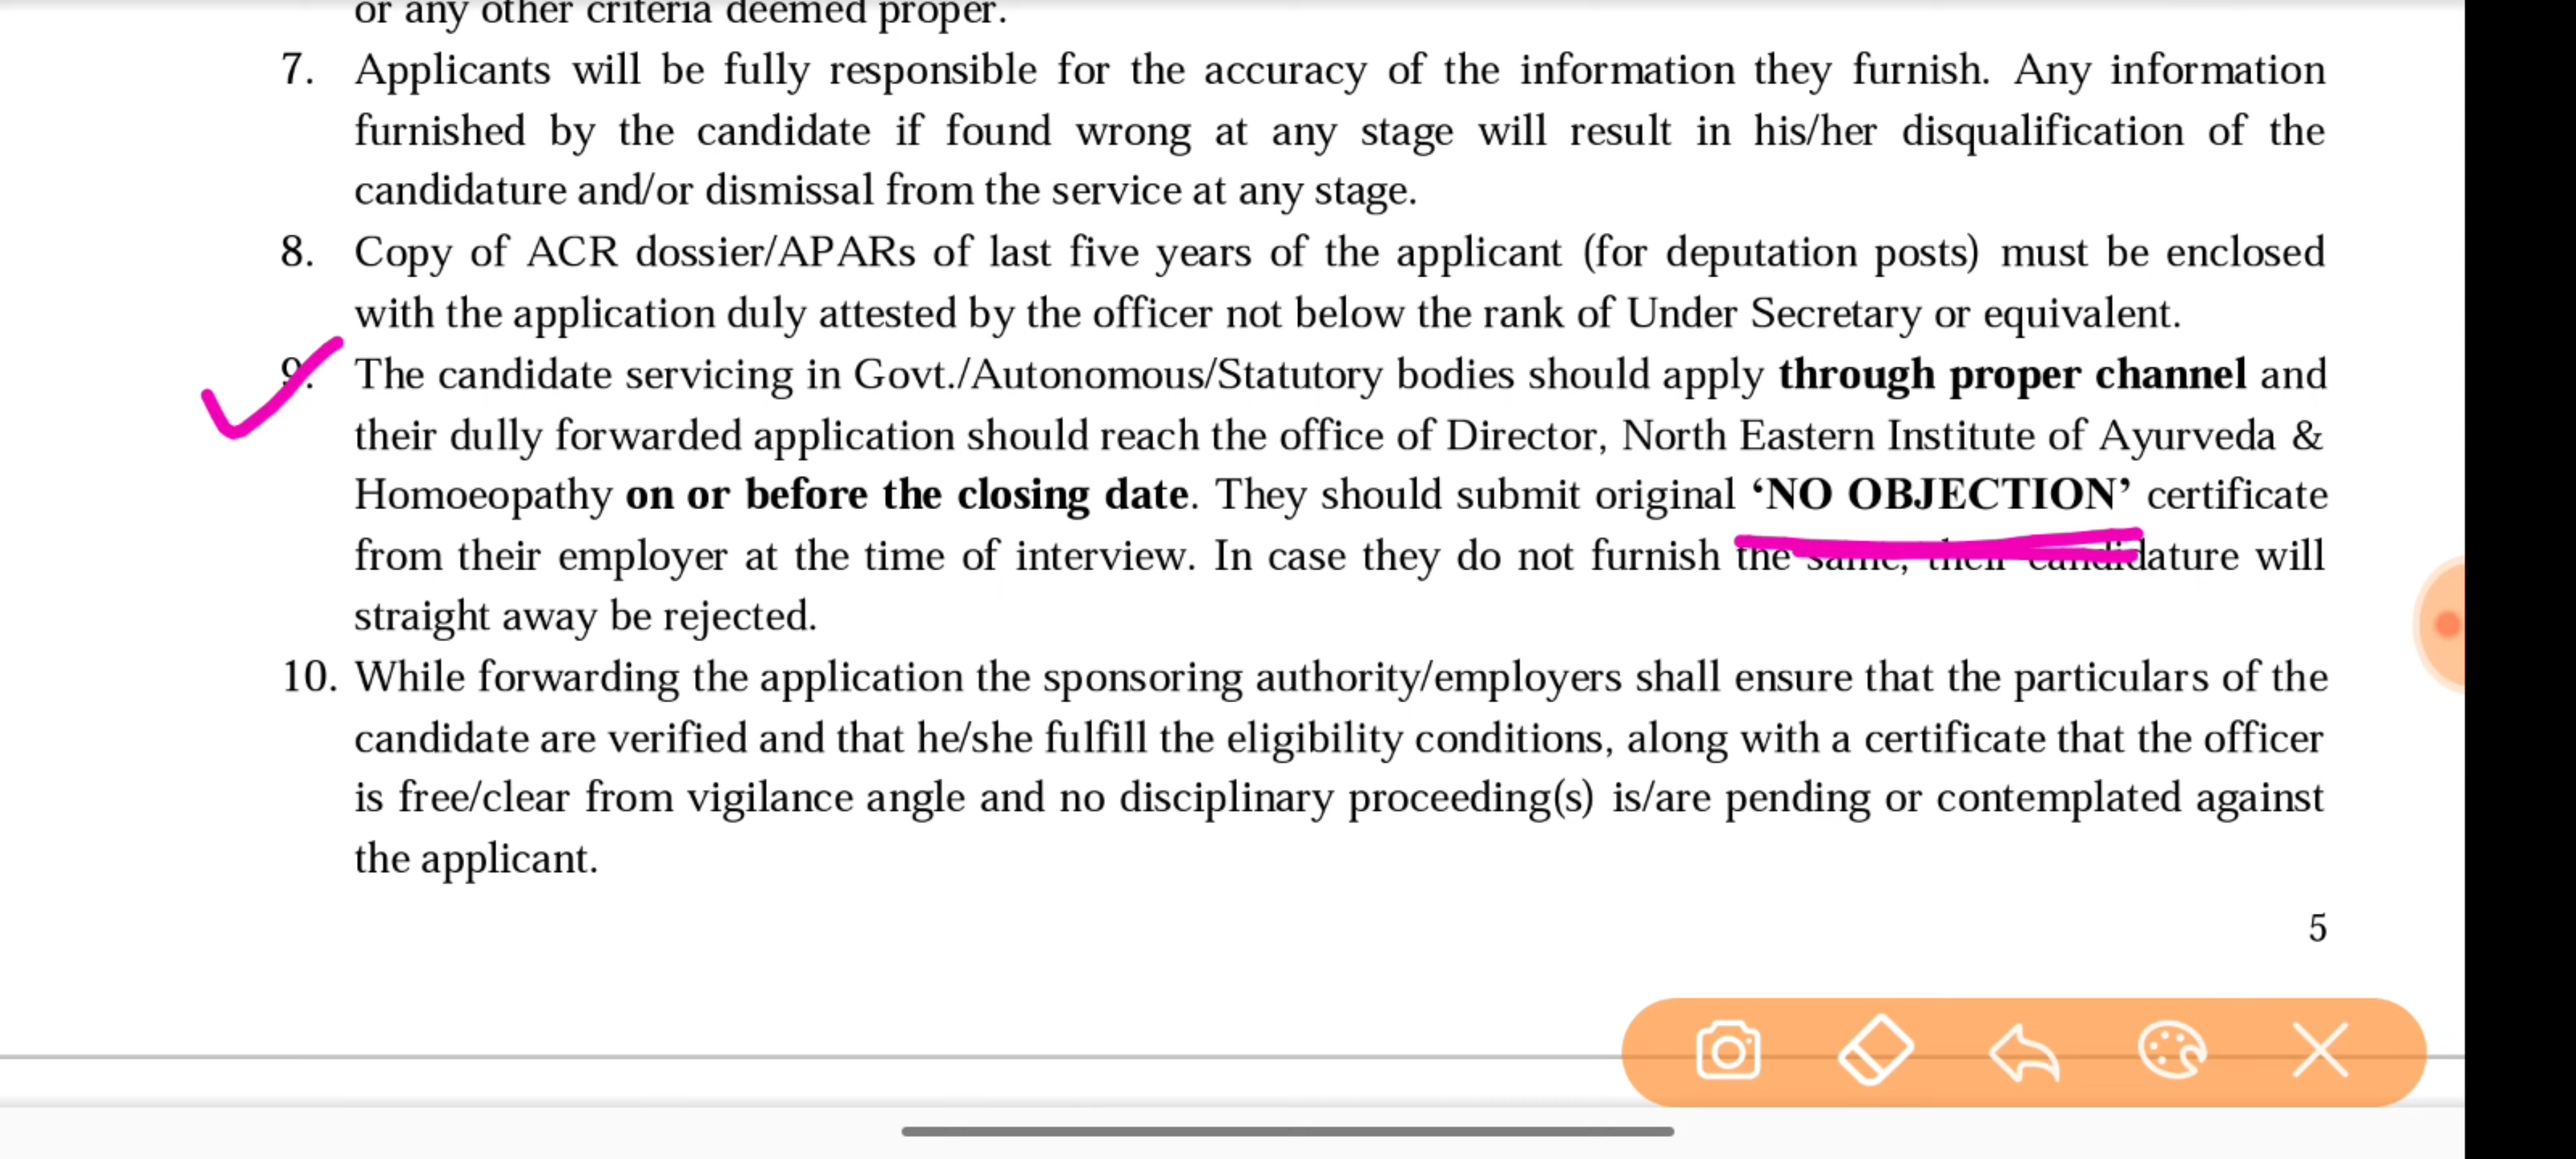 or any other criteria deemed proper.
7. Applicants will be fully responsible for the accuracy of the information they furnish. Any information
furnished by the candidate if found wrong at any stage will result in his/her disqualification of the
candidature and/or dismissal from the service at any stage.
8. Copy of ACR dossier/APARs of last five years of the applicant (for deputation posts) must be enclosed
with the application duly attested by the officer not below the rank of Under Secretary or equivalent.
9. The candidate servicing in Govt./Autonomous/Statutory bodies should apply through proper channel and
their dully forwarded application should reach the office of Director, North Eastern Institute of Ayurveda &
Homoeopathy on or before the closing date. They should submit original ‘NO OBJECTION’ certificate
from their employer at the time of interview. In case they do not furnish the same, their candidature will
straight away be rejected.
10. While forwarding the application the sponsoring authority/employers shall ensure that the particulars of the
candidate are verified and that he/she fulfill the eligibility conditions, along with a certificate that the officer
is free/clear from vigilance angle and no disciplinary proceeding(s) is/are pending or contemplated against
the applicant.
5